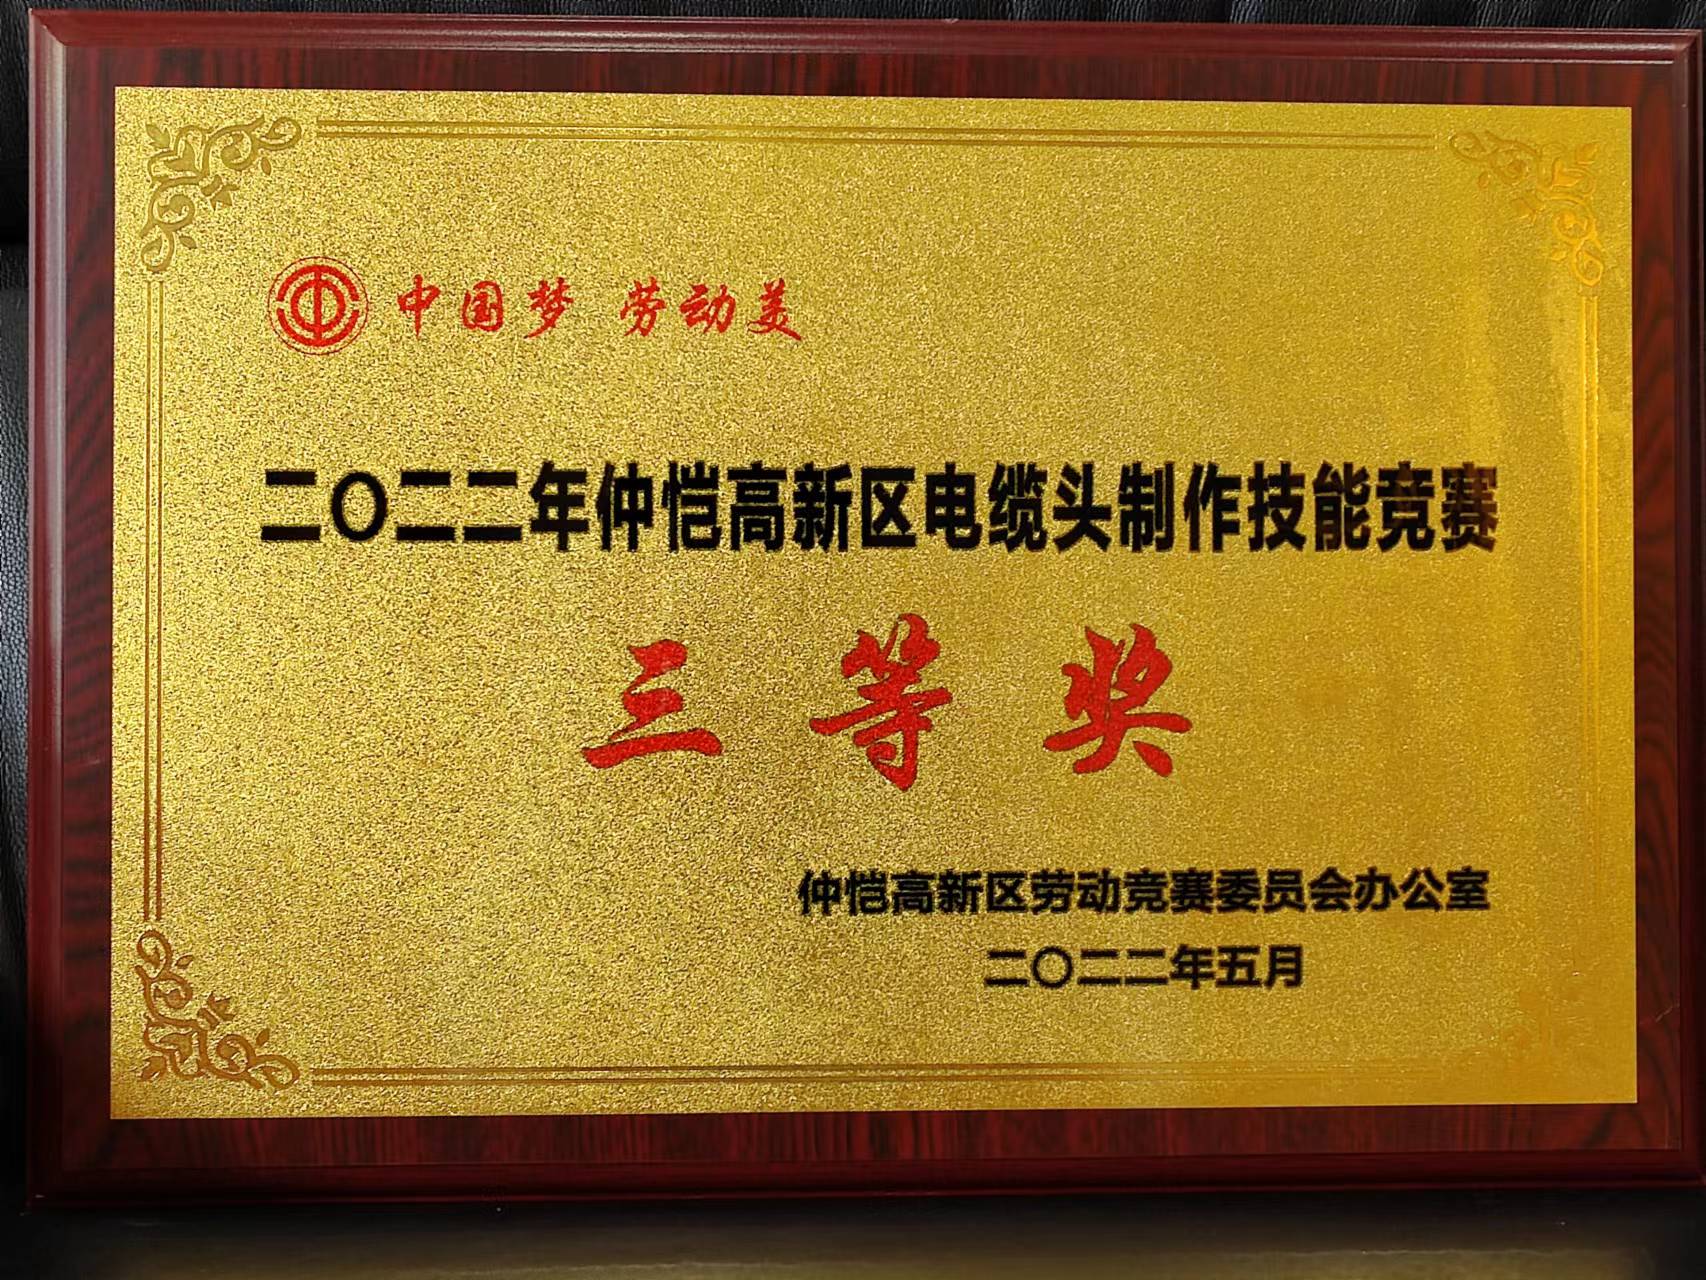 中国梦 劳动美
二〇二二年仲恺高新区电缆头制作技能竞赛
三等奖
仲恺高新区劳动竞赛委员会办公室
二〇二二年五月